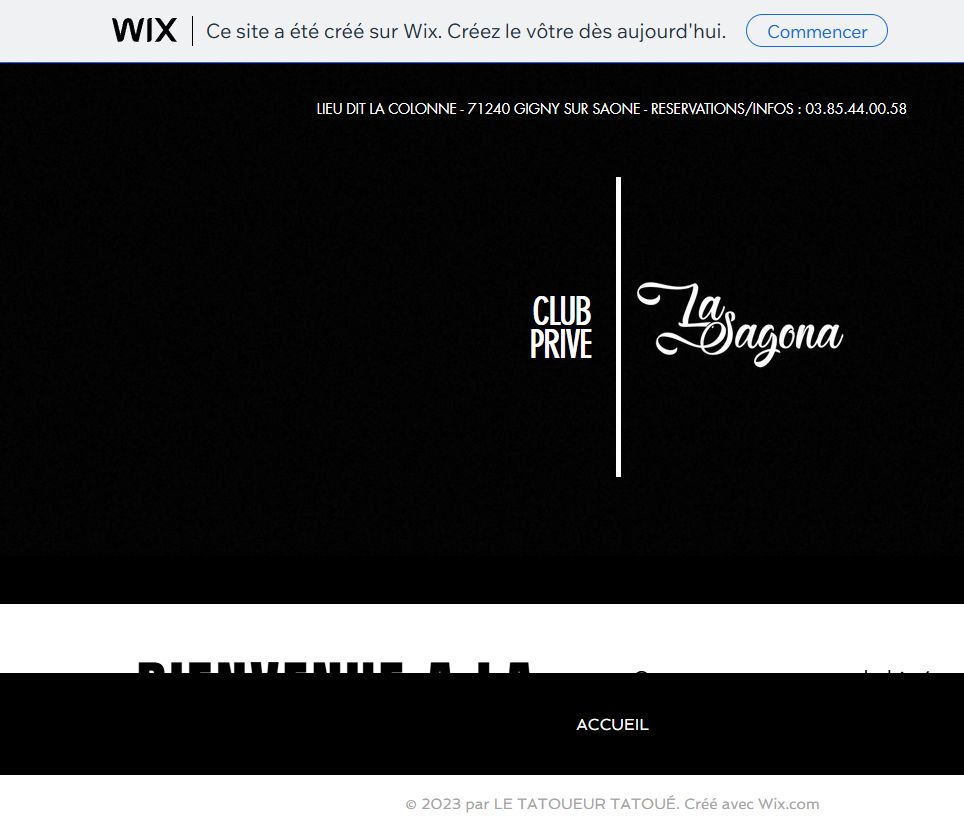 WIX Ce site a été créé sur Wix. Créez le vôtre dès aujourd'hui. Commencer
LIEU DIT LA COLONNE - 71240 GIGNY SUR SAONE - RESERVATIONS/INFOS : 03.85.44.00.58
CLUB
PRIVE
La
Sagona
BIENVENUE A LA
ACCUEIL
© 2023 par LE TATOUEUR TATOUÉ. Créé avec Wix.com